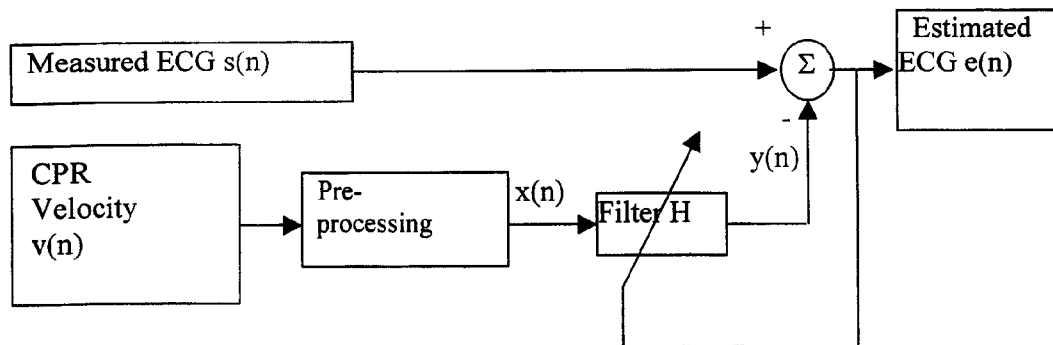 Measured ECG s(n)
+
Σ
Estimated
ECG e(n)
-
CPR
Velocity
v(n)
Pre-
processing
x(n)
Filter H
y(n)